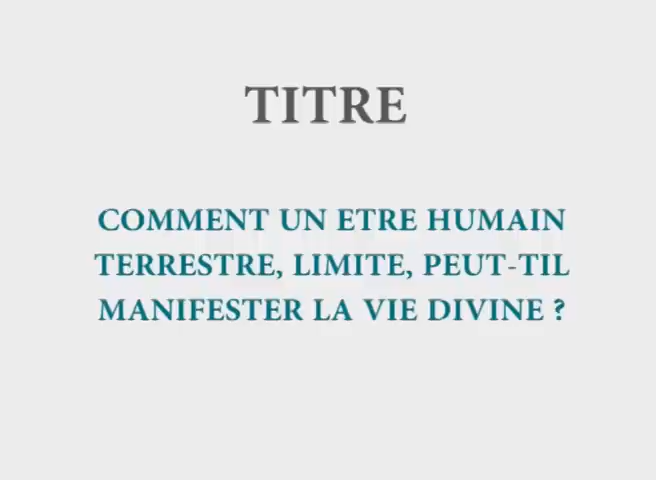 TITRE
COMMENT UN ETRE HUMAIN
TERRESTRE, LIMITE, PEUT-TIL
MANIFESTER LA VIE DIVINE ?